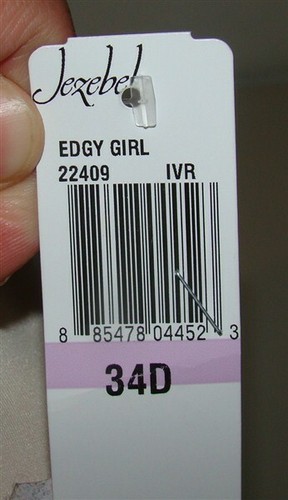 Jezebel
EDGY GIRL
22409 IVR
8 85478 04452 3
34D